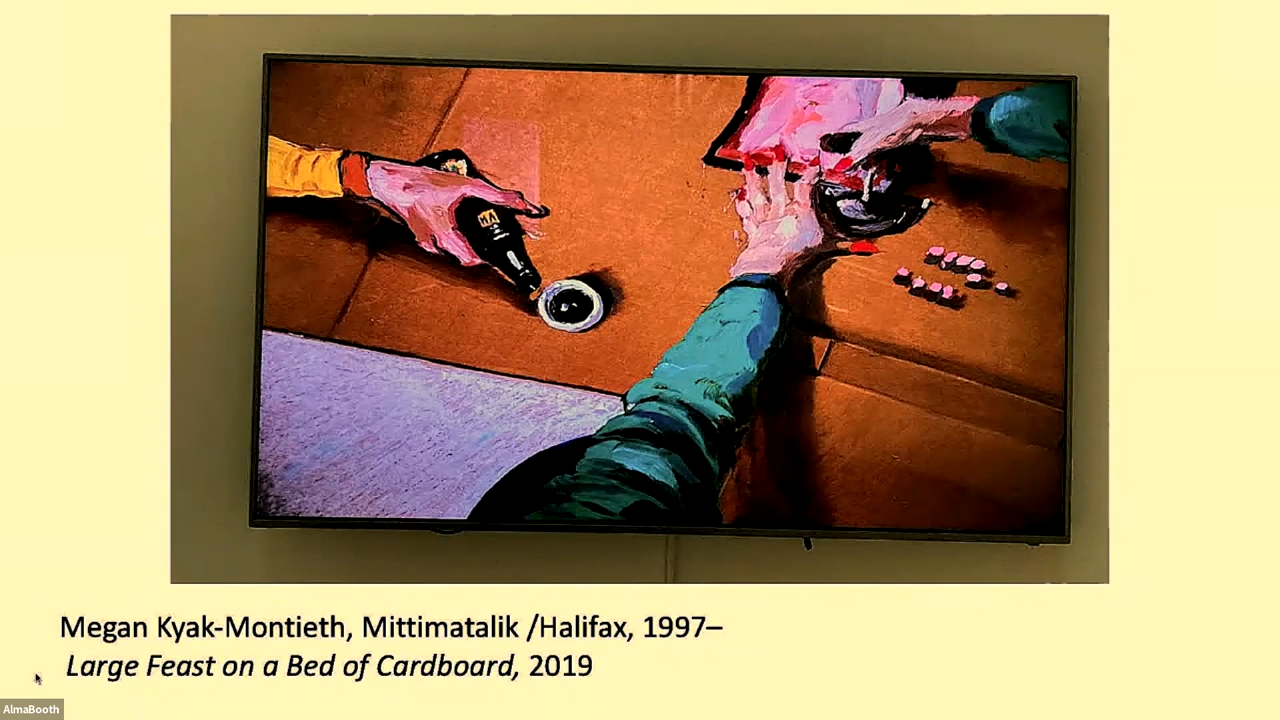 Megan Kyak-Montieth, Mittimatalik /Halifax, 1997–
Large Feast on a Bed of Cardboard, 2019
AlmaBooth